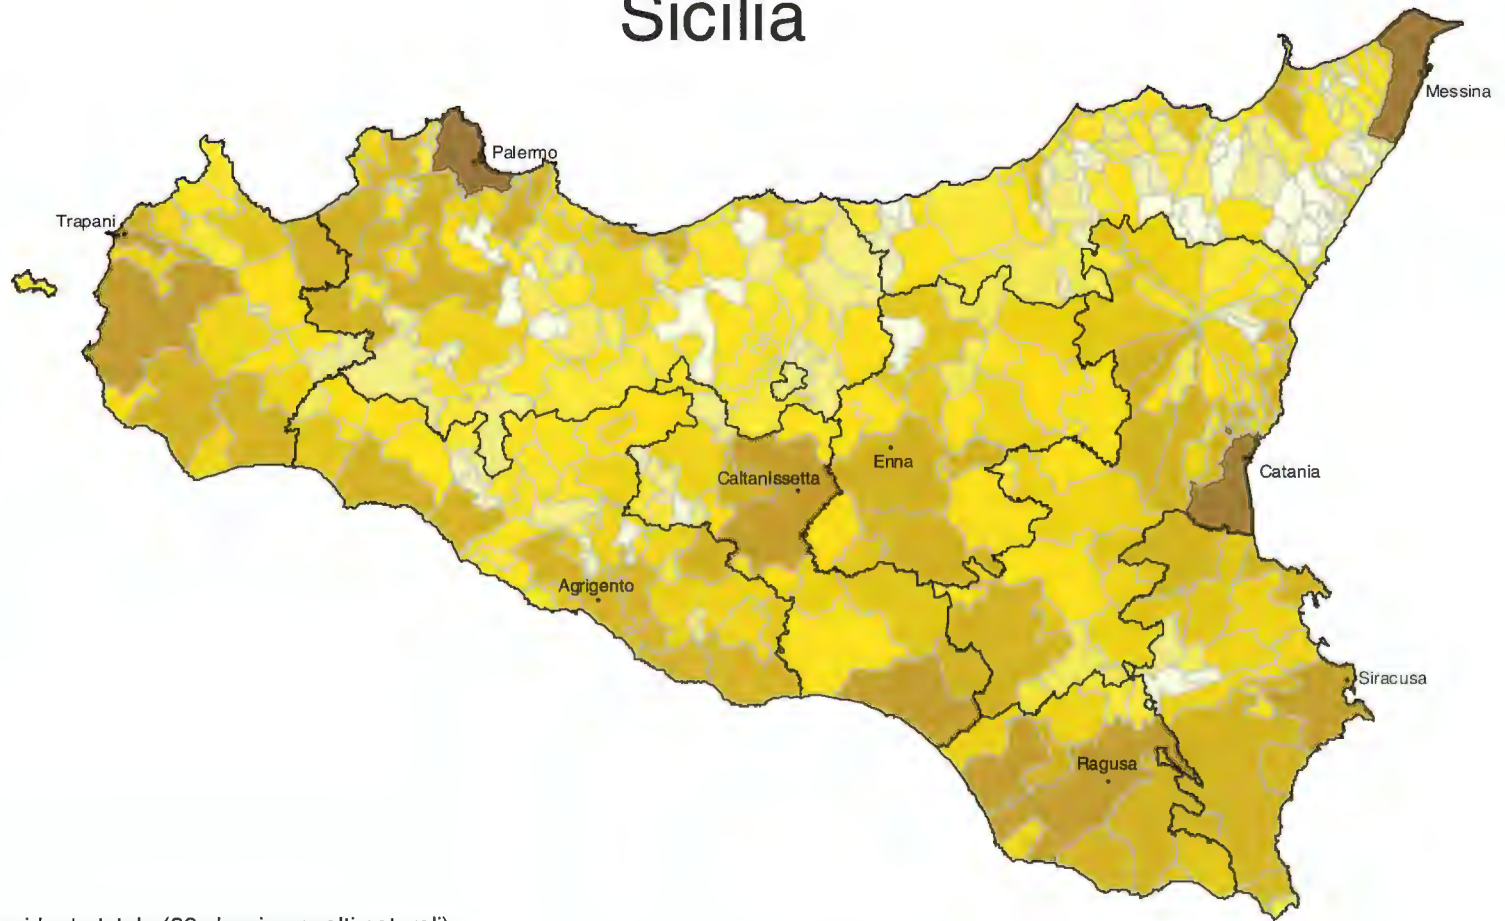 Sicilia
Messina
Palermo
Trapani
Enna
Caltanissetta
Catania
Agrigento
Siracusa
Ragusa